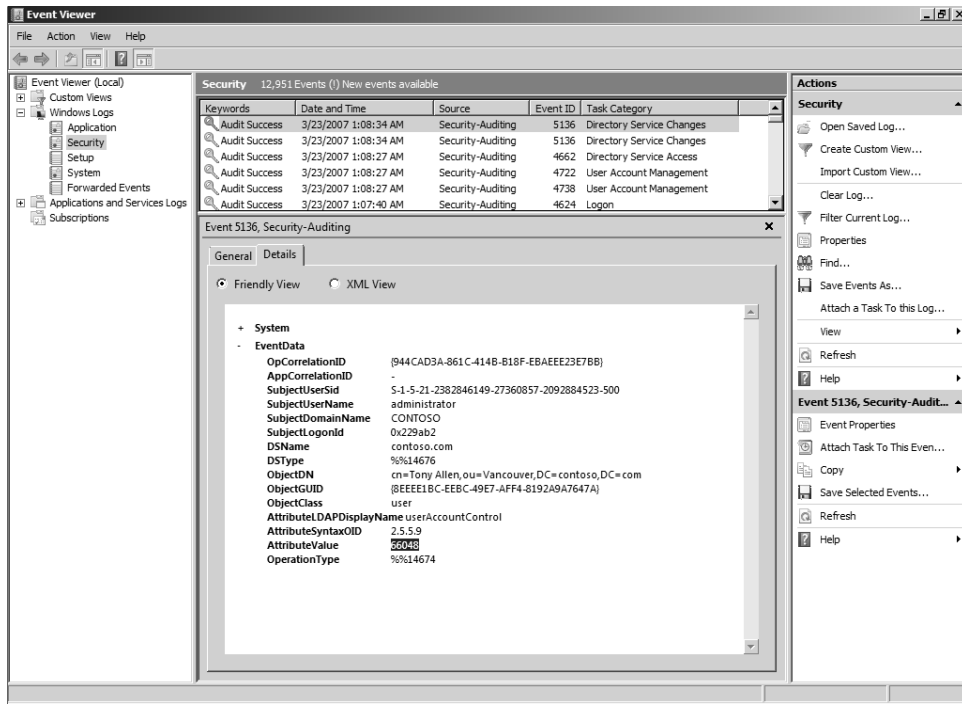 Event Viewer
File Action View Help
Event Viewer (Local)
Custom Views
Windows Logs
Application
Security
Setup
System
Forwarded Events
Applications and Services Logs
Subscriptions
Security 12,951 Events (!) New events available
Keywords Date and Time Source Event ID Task Category
Audit Success 3/23/2007 1:08:34 AM Security-Auditing 5136 Directory Service Changes
Audit Success 3/23/2007 1:08:34 AM Security-Auditing 5136 Directory Service Changes
Audit Success 3/23/2007 1:08:27 AM Security-Auditing 4662 Directory Service Access
Audit Success 3/23/2007 1:08:27 AM Security-Auditing 4722 User Account Management
Audit Success 3/23/2007 1:08:27 AM Security-Auditing 4738 User Account Management
Audit Success 3/23/2007 1:07:40 AM Security-Auditing 4624 Logon
Event 5136, Security-Auditing
General Details
Friendly View XML View
+ System
- EventData
OpCorrelationID {944CAD3A-861C-414B-B18F-EBAEEE23E7BB}
AppCorrelationID -
SubjectUserSid S-1-5-21-2382846149-27360857-2092884523-500
SubjectUserName administrator
SubjectDomainName CONTOSO
SubjectLogonId 0x229ab2
DSName contoso.com
DSType %%14676
ObjectDN cn=Tony Allen,ou=Vancouver,DC=contoso,DC=com
ObjectGUID {8EEEE1BC-EEBC-49E7-AFF4-8192A9A7647A}
ObjectClass user
AttributeLDAPDisplayName userAccountControl
AttributeSyntaxOID 2.5.5.9
AttributeValue 66048
OperationType %%14674
Actions
Security
Open Saved Log...
Create Custom View...
Import Custom View...
Clear Log...
Filter Current Log...
Properties
Find...
Save Events As...
Attach a Task To this Log...
View
Refresh
Help
Event 5136, Security-Audit...
Event Properties
Attach Task To This Even...
Copy
Save Selected Events...
Refresh
Help